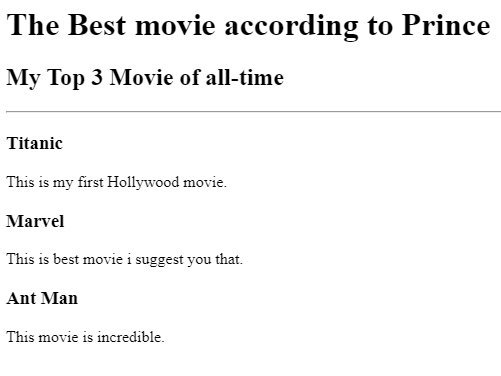 The Best movie according to Prince
My Top 3 Movie of all-time
Titanic
This is my first Hollywood movie.
Marvel
This is best movie i suggest you that.
Ant Man
This movie is incredible.